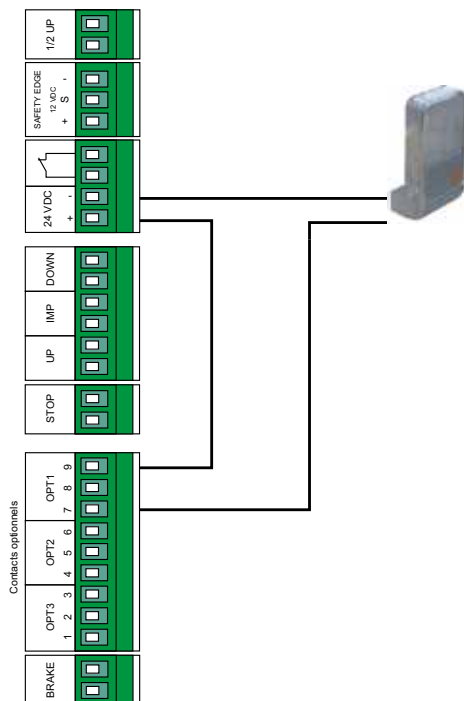 1/2 UP
SAFETY EDGE
12 VDC
+ S -
24 VDC
+ -
DOWN
IMP
UP
STOP
Contacts optionnels
OPT1
7 8 9
OPT2
4 5 6
OPT3
1 2 3
BRAKE